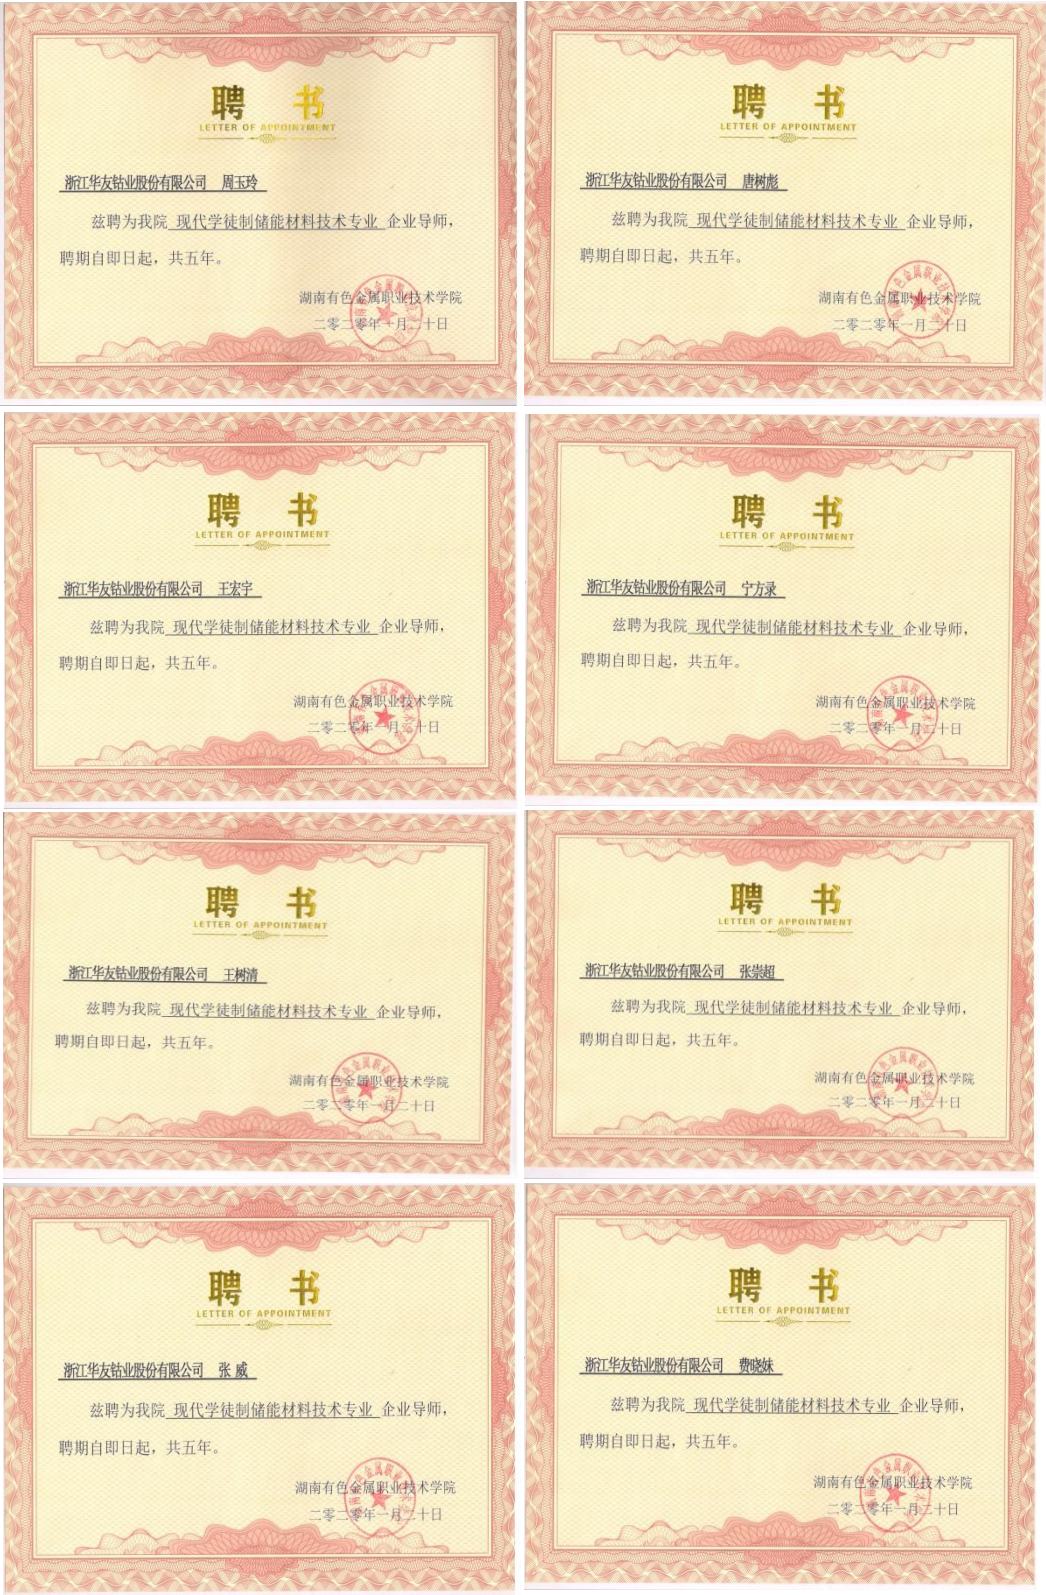 聘 书
LETTER OF APPOINTMENT
浙江华友钴业股份有限公司 周玉玲
兹聘为我院 现代学徒制储能材料技术专业 企业导师，
聘期自即日起，共五年。
湖南有色金属职业技术学院
二零二零年一月二十日
聘 书
LETTER OF APPOINTMENT
浙江华友钴业股份有限公司 唐树彪
兹聘为我院 现代学徒制储能材料技术专业 企业导师，
聘期自即日起，共五年。
湖南有色金属职业技术学院
二零二零年一月二十日
聘 书
LETTER OF APPOINTMENT
浙江华友钴业股份有限公司 王宏宇
兹聘为我院 现代学徒制储能材料技术专业 企业导师，
聘期自即日起，共五年。
湖南有色金属职业技术学院
二零二零年一月二十日
聘 书
LETTER OF APPOINTMENT
浙江华友钴业股份有限公司 宁方录
兹聘为我院 现代学徒制储能材料技术专业 企业导师，
聘期自即日起，共五年。
湖南有色金属职业技术学院
二零二零年一月二十日
聘 书
LETTER OF APPOINTMENT
浙江华友钴业股份有限公司 王树清
兹聘为我院 现代学徒制储能材料技术专业 企业导师，
聘期自即日起，共五年。
湖南有色金属职业技术学院
二零二零年一月二十日
聘 书
LETTER OF APPOINTMENT
浙江华友钴业股份有限公司 张崇超
兹聘为我院 现代学徒制储能材料技术专业 企业导师，
聘期自即日起，共五年。
湖南有色金属职业技术学院
二零二零年一月二十日
聘 书
LETTER OF APPOINTMENT
浙江华友钴业股份有限公司 张 威
兹聘为我院 现代学徒制储能材料技术专业 企业导师，
聘期自即日起，共五年。
湖南有色金属职业技术学院
二零二零年一月二十日
聘 书
LETTER OF APPOINTMENT
浙江华友钴业股份有限公司 费晓妹
兹聘为我院 现代学徒制储能材料技术专业 企业导师，
聘期自即日起，共五年。
湖南有色金属职业技术学院
二零二零年一月二十日